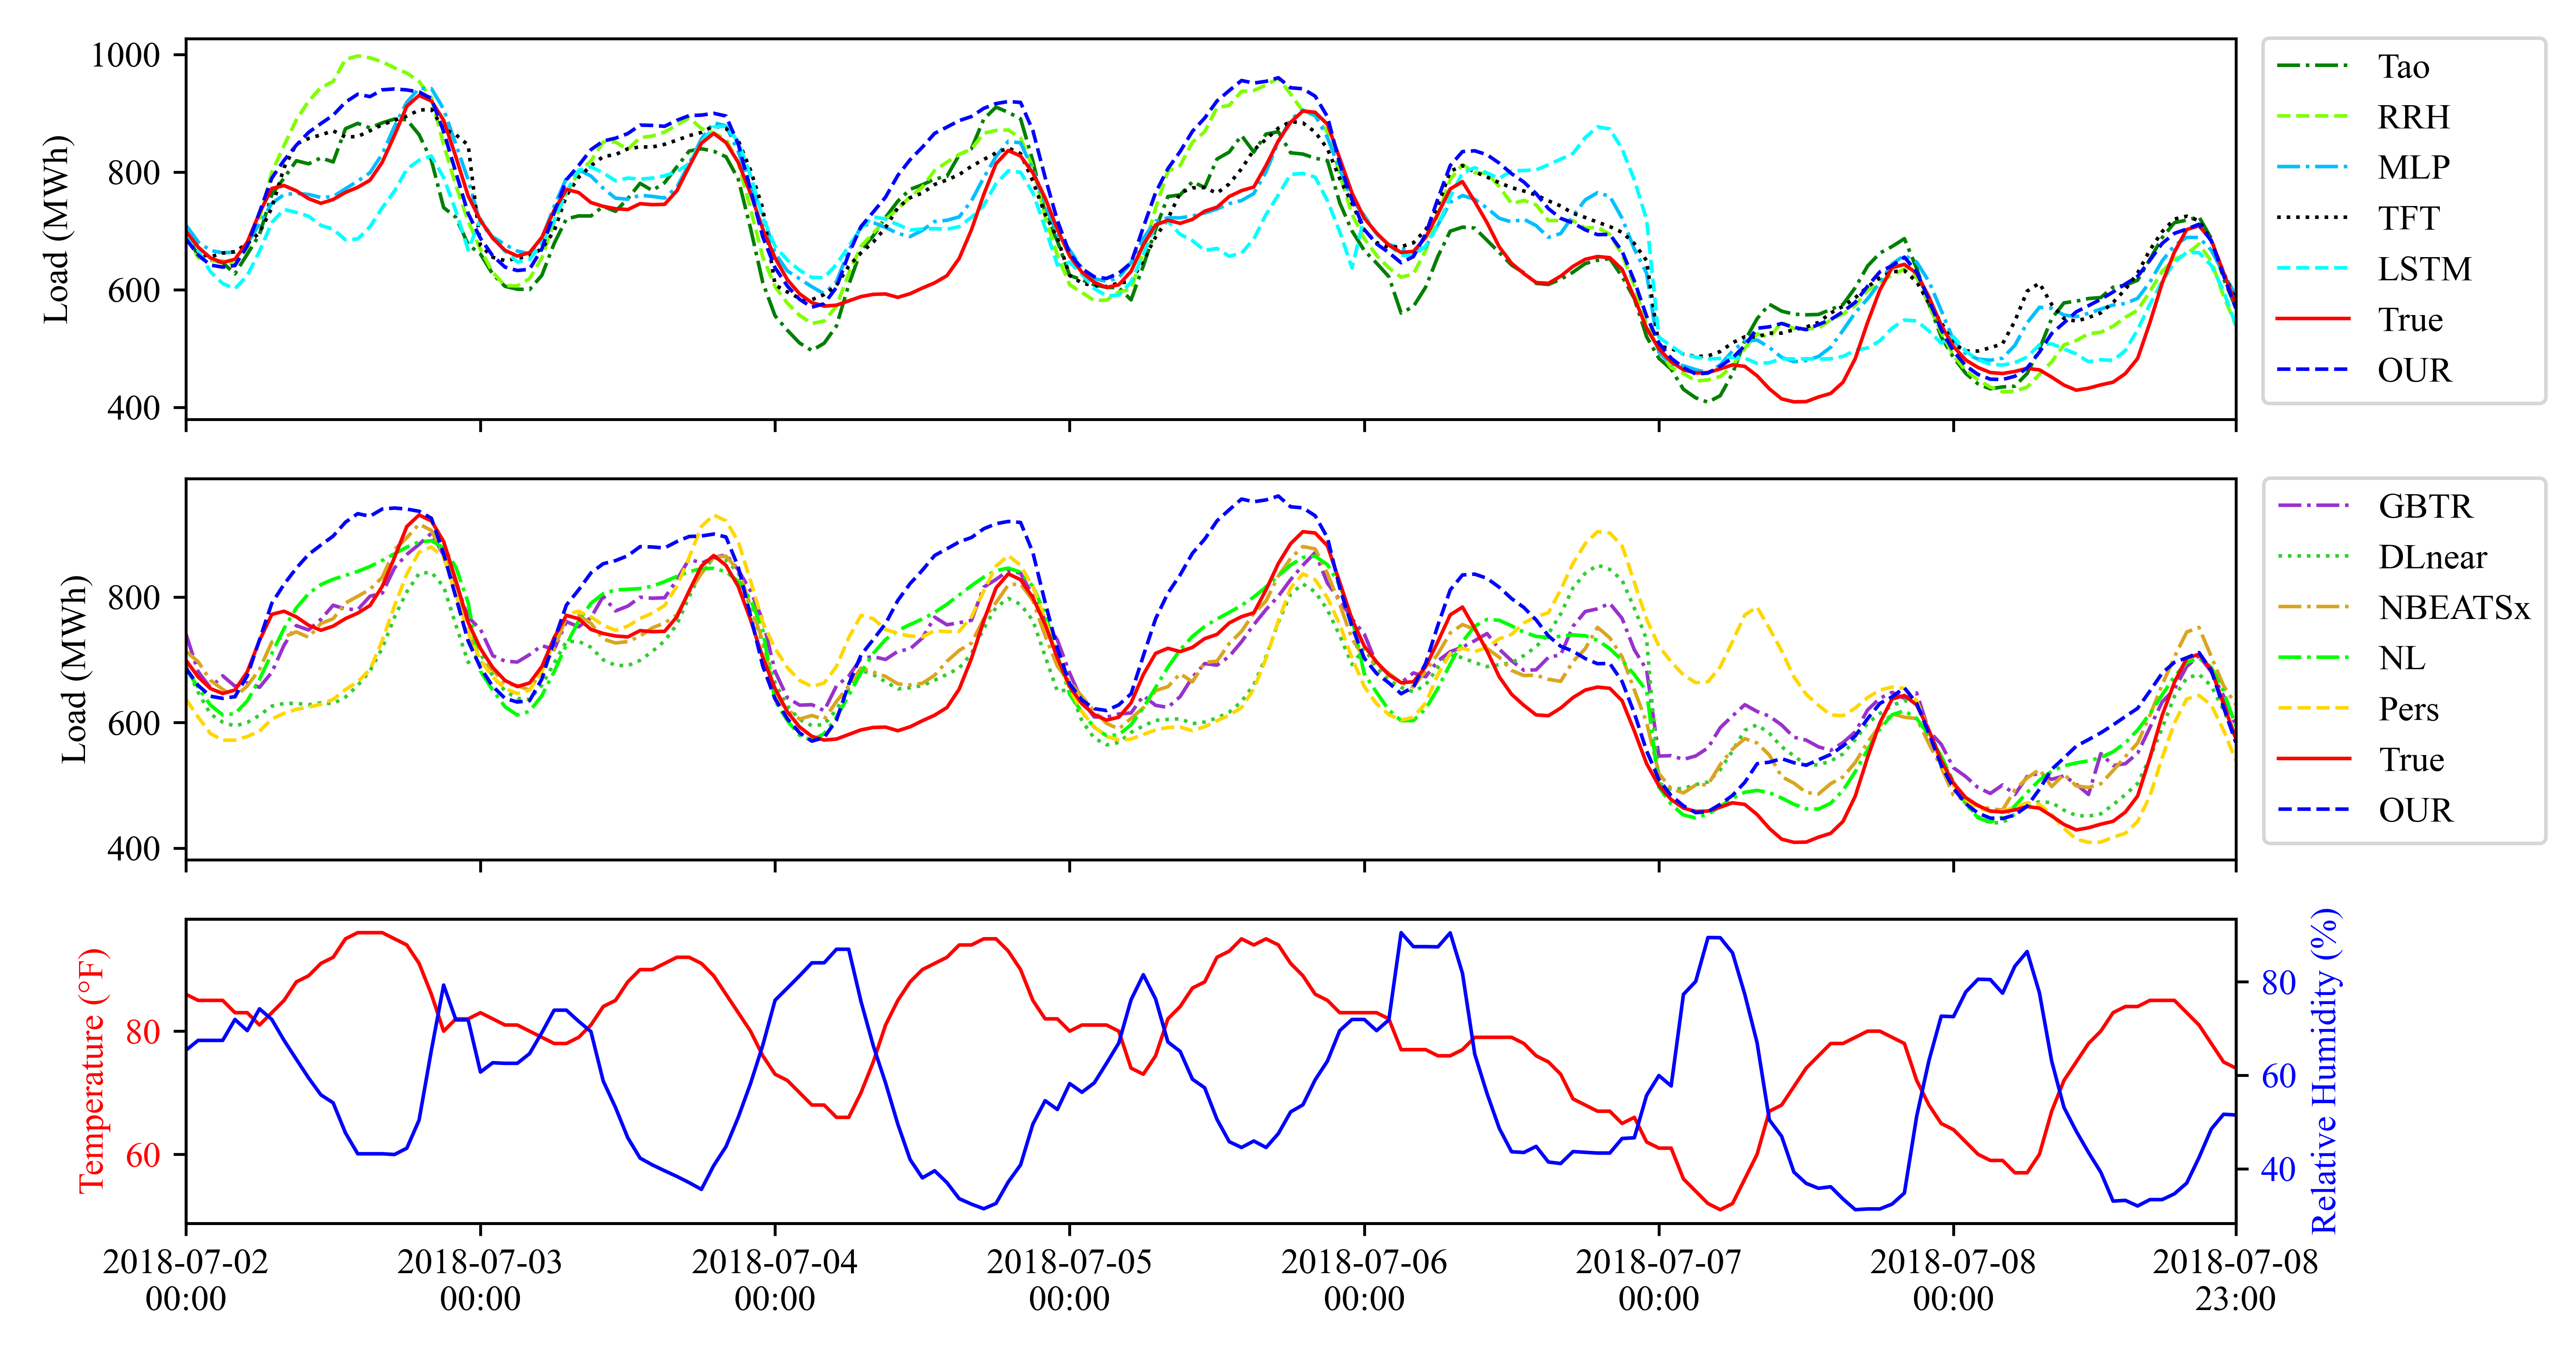 1000
800
600
400
Load (MWh)
Tao
RRH
MLP
TFT
LSTM
True
OUR
800
600
400
Load (MWh)
GBTR
DLnear
NBEATSx
NL
Pers
True
OUR
80
60
Temperature (°F)
80
60
40
Relative Humidity (%)
2018-07-02
00:00
2018-07-03
00:00
2018-07-04
00:00
2018-07-05
00:00
2018-07-06
00:00
2018-07-07
00:00
2018-07-08
00:00
2018-07-08
23:00